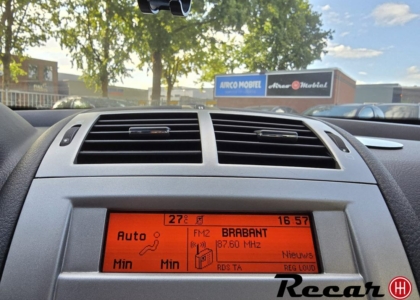 AIRCO MOBIEL Airco MOBIEL
27°C 16 57
Auto FM2 BRABANT
87.60 MHz
Nieuws
Min Min RDS TA REG LOUD
Recar H